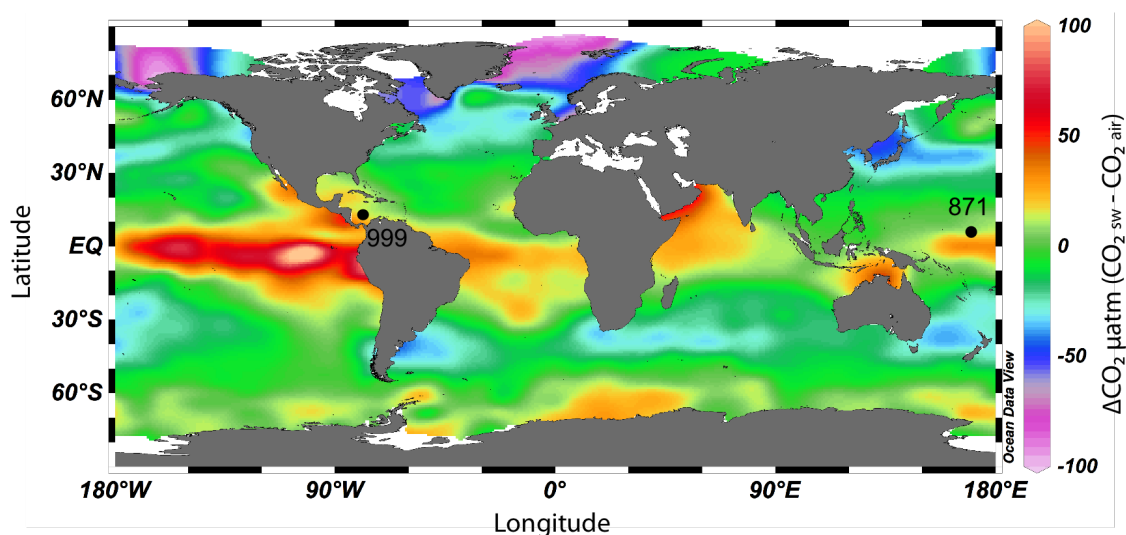 100
60°N
50
30°N
871
999
EQ
0
Latitude
30°S
-50
60°S
Ocean Data View
-100
ΔCO₂ µatm (CO₂ sw - CO₂ air)
180°W
90°W
0°
90°E
180°E
Longitude